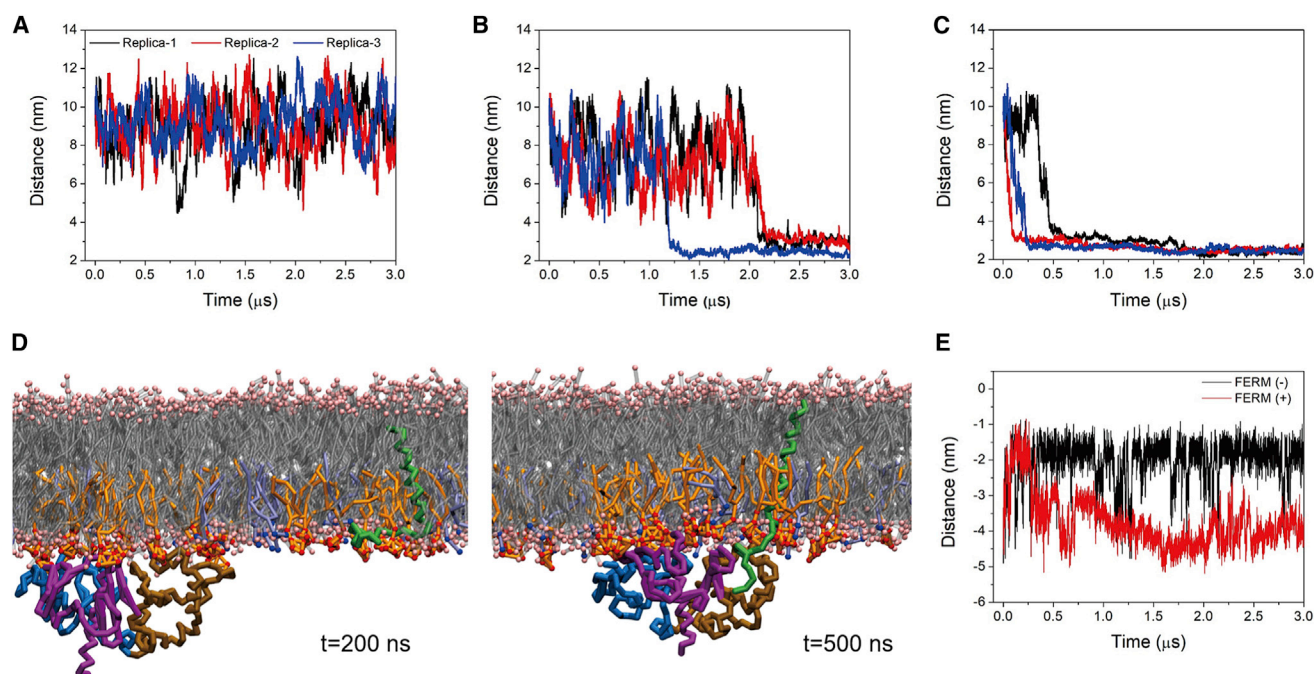 A
Replica-1 Replica-2 Replica-3
14
12
10
8
6
4
2
Distance (nm)
0.0 0.5 1.0 1.5 2.0 2.5 3.0
Time (μs)
B
14
12
10
8
6
4
2
Distance (nm)
0.0 0.5 1.0 1.5 2.0 2.5 3.0
Time (μs)
C
14
12
10
8
6
4
2
Distance (nm)
0.0 0.5 1.0 1.5 2.0 2.5 3.0
Time (μs)
D
t=200 ns
t=500 ns
E
FERM (-)
FERM (+)
0
-1
-2
-3
-4
-5
-6
Distance (nm)
0.0 0.5 1.0 1.5 2.0 2.5 3.0
Time (μs)